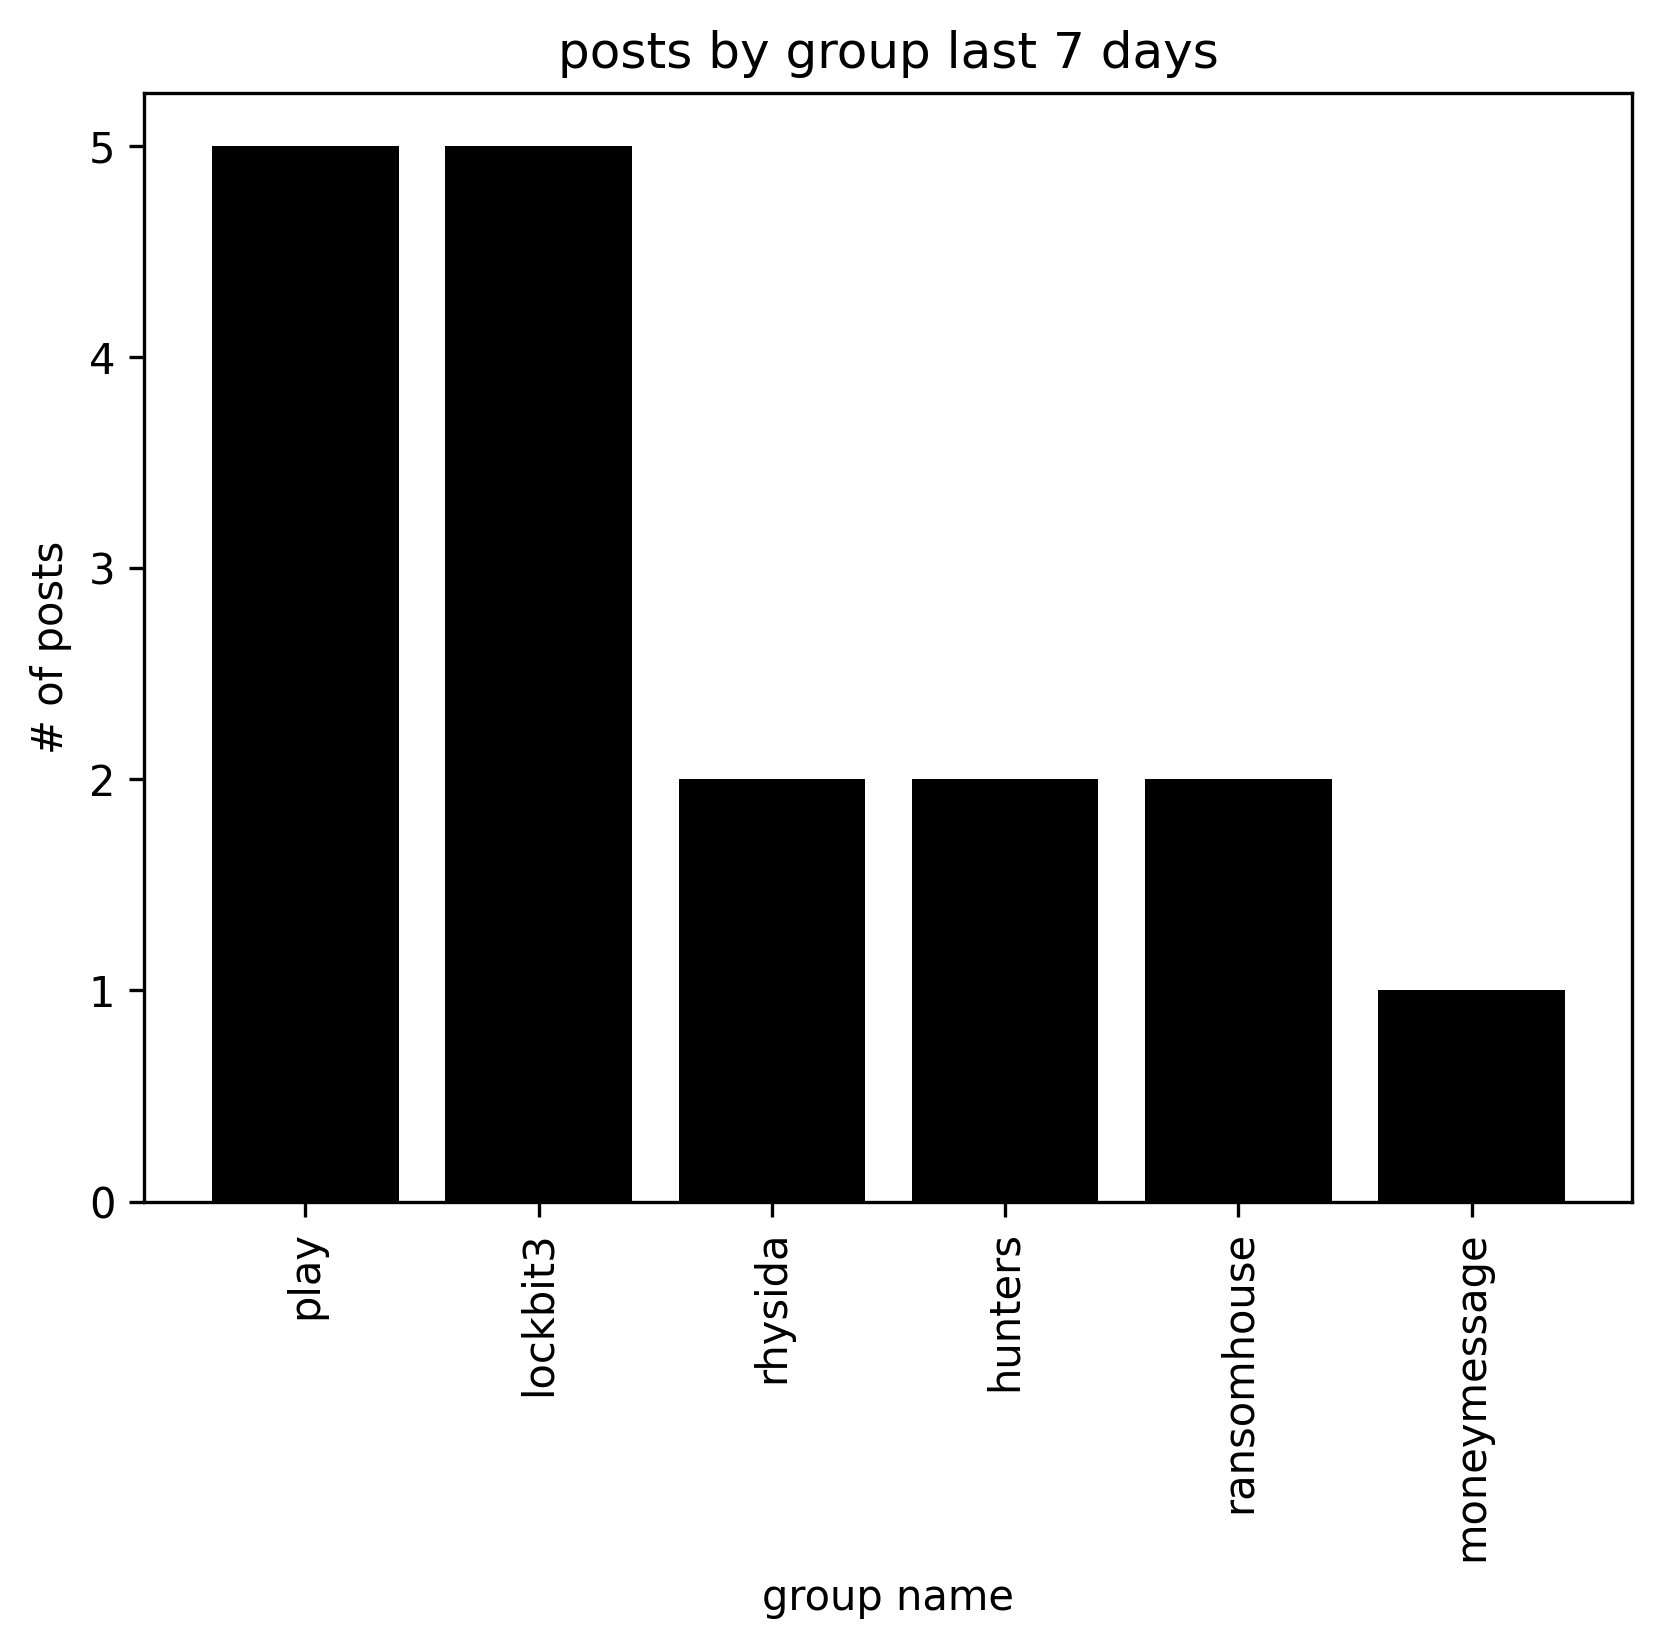 posts by group last 7 days
# of posts
5
4
3
2
1
0
play
lockbit3
rhysida
hunters
ransomhouse
moneymessage
group name